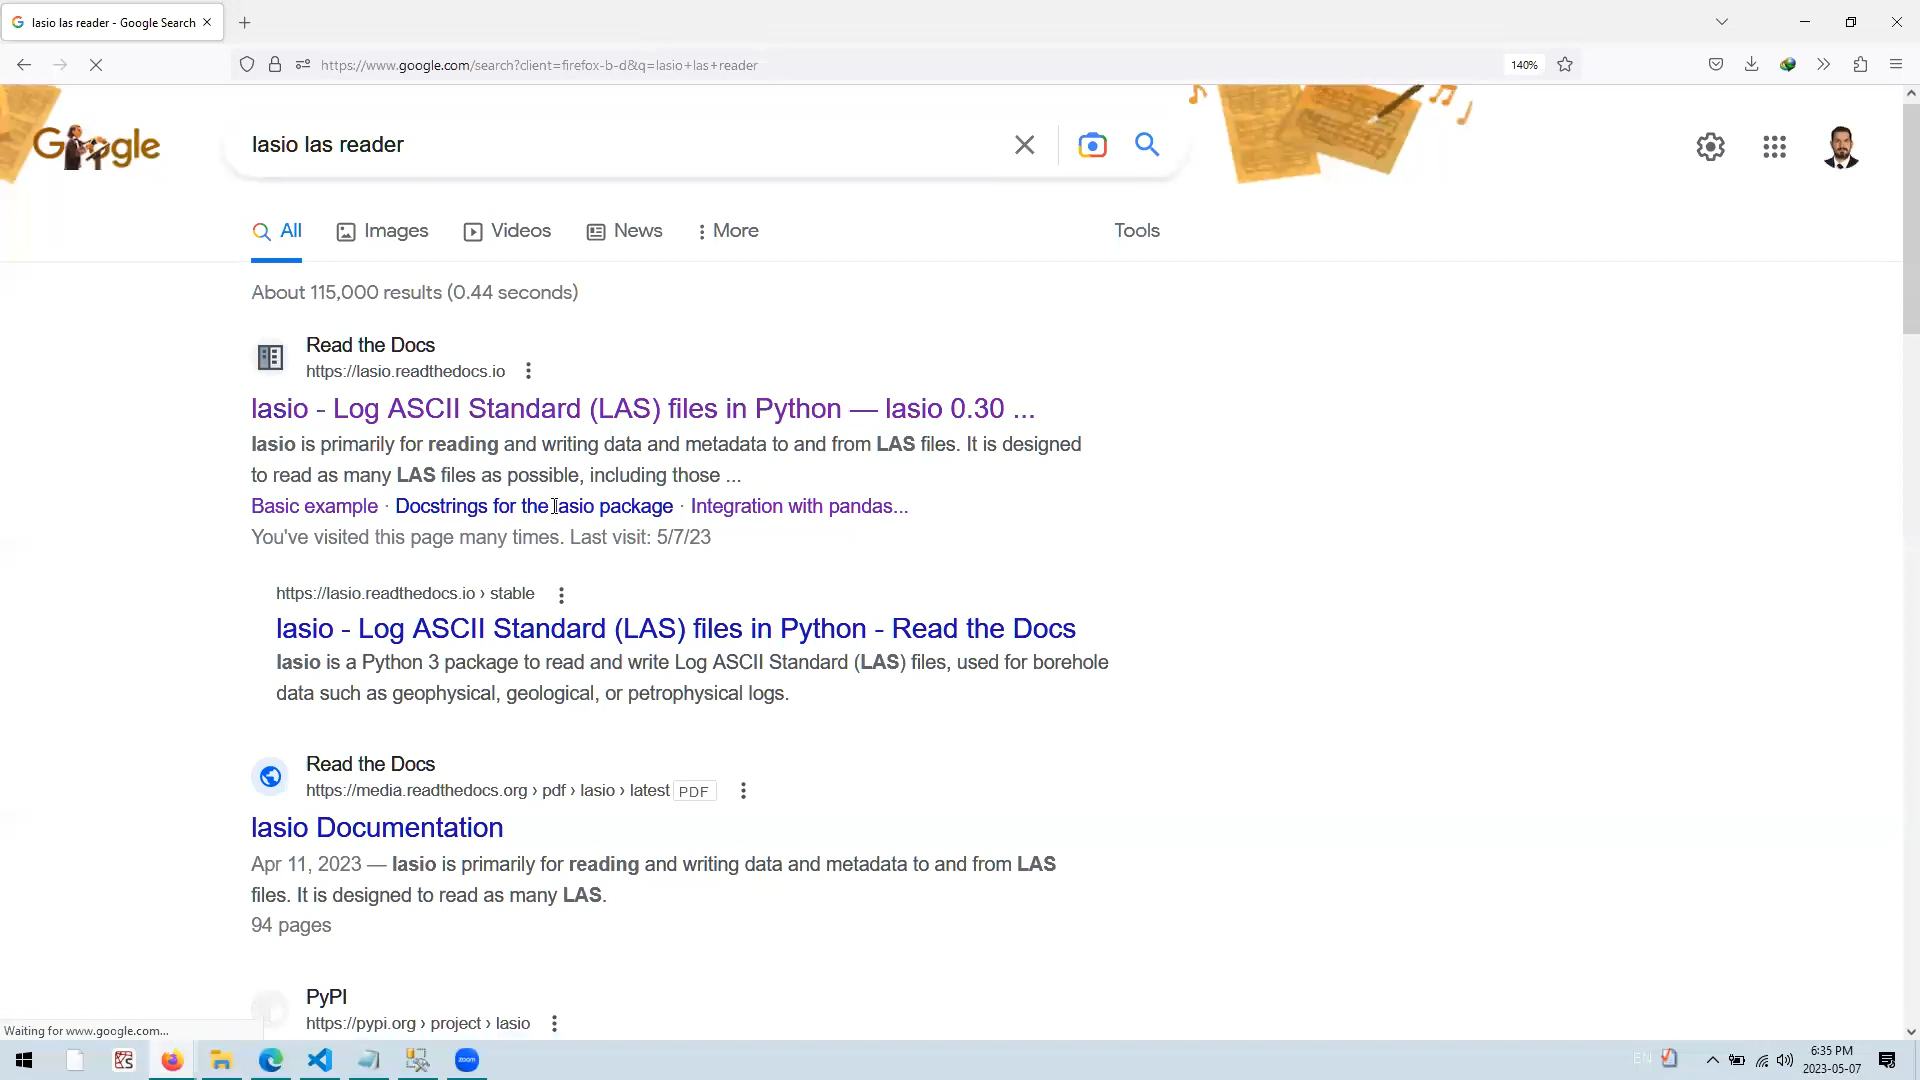 lasio las reader - Google Search
https://www.google.com/search?client=firefox-b-d&q=lasio+las+reader
140%
Google
lasio las reader
All
Images
Videos
News
More
Tools
About 115,000 results (0.44 seconds)
Read the Docs
https://lasio.readthedocs.io
lasio - Log ASCII Standard (LAS) files in Python — lasio 0.30 ...
lasio is primarily for reading and writing data and metadata to and from LAS files. It is designed
to read as many LAS files as possible, including those ...
Basic example · Docstrings for the lasio package · Integration with pandas...
You've visited this page many times. Last visit: 5/7/23
https://lasio.readthedocs.io › stable
lasio - Log ASCII Standard (LAS) files in Python - Read the Docs
lasio is a Python 3 package to read and write Log ASCII Standard (LAS) files, used for borehole
data such as geophysical, geological, or petrophysical logs.
Read the Docs
https://media.readthedocs.org › pdf › lasio › latest PDF
lasio Documentation
Apr 11, 2023 — lasio is primarily for reading and writing data and metadata to and from LAS
files. It is designed to read as many LAS.
94 pages
PyPI
https://pypi.org › project › lasio
Waiting for www.google.com...
zoom
EN
6:35 PM
2023-05-07